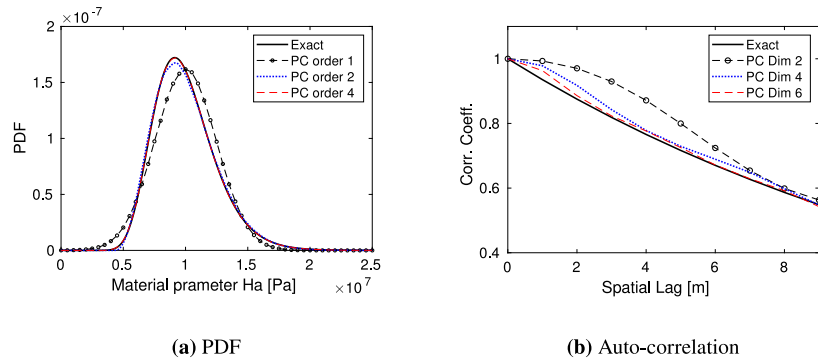 × 10⁻⁷
2
1.5
1
0.5
0
PDF
Exact
PC order 1
PC order 2
PC order 4
0 0.5 1 1.5 2 2.5
Material prameter Ha [Pa] × 10⁷
(a) PDF
1
0.8
0.6
0.4
Corr. Coeff.
Exact
PC Dim 2
PC Dim 4
PC Dim 6
0 2 4 6 8
Spatial Lag [m]
(b) Auto-correlation